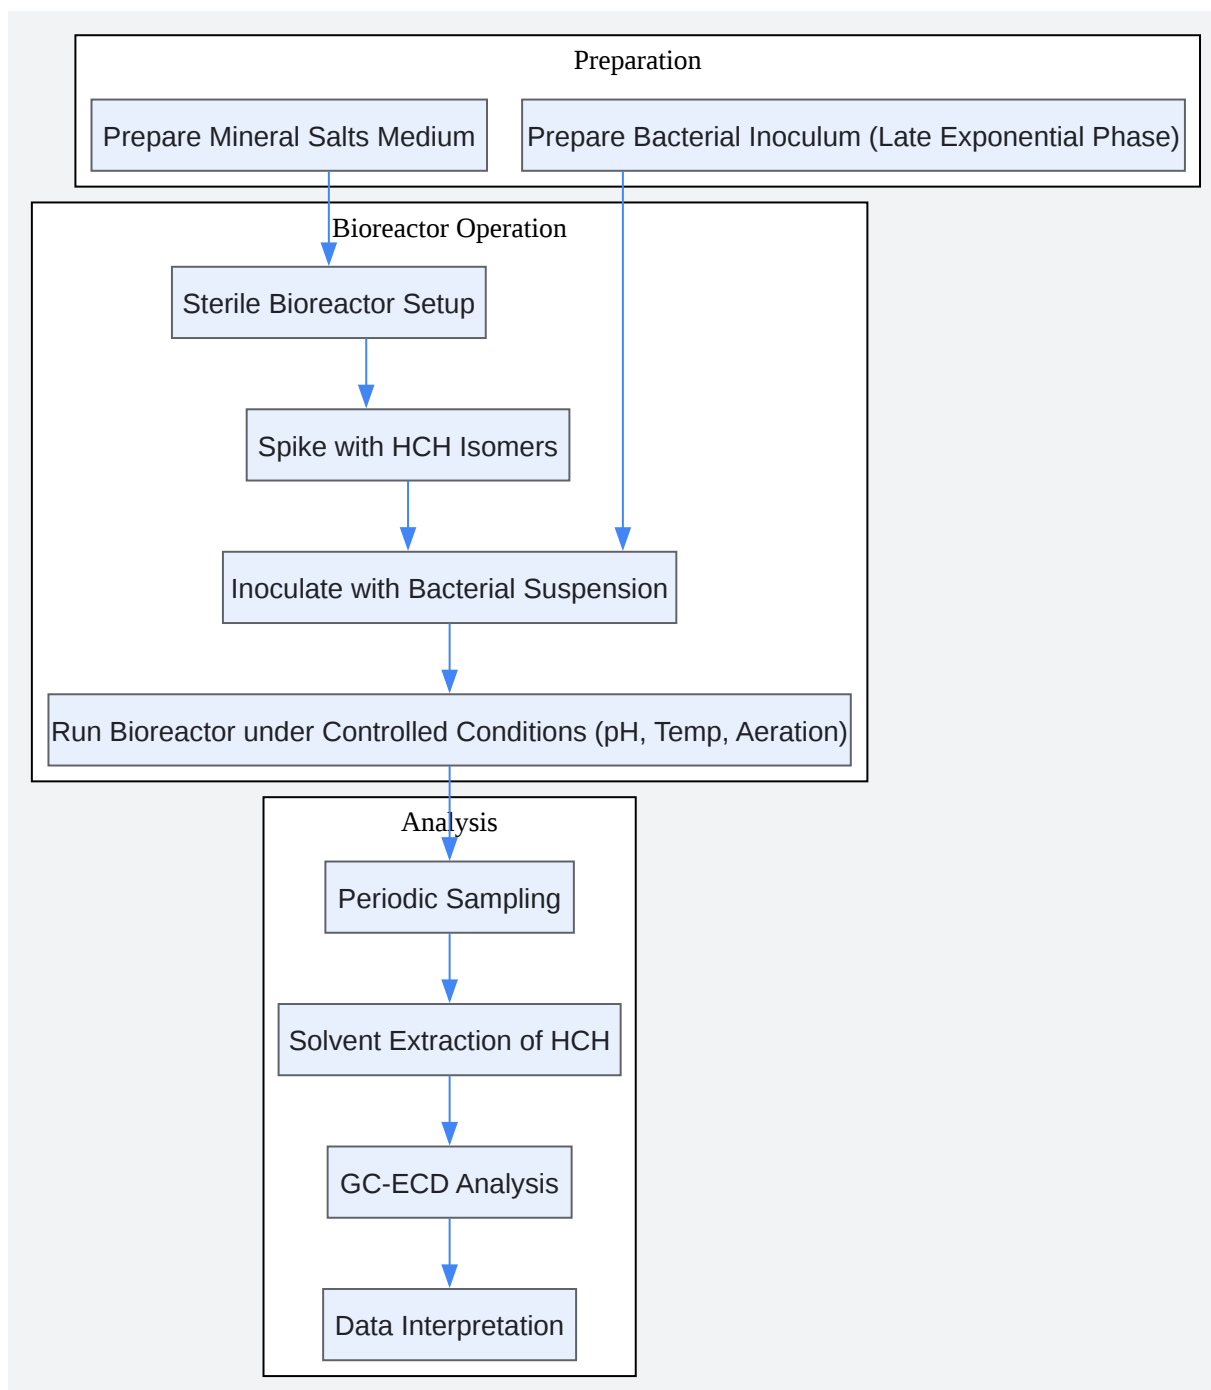 Preparation
Prepare Mineral Salts Medium
Prepare Bacterial Inoculum (Late Exponential Phase)
Bioreactor Operation
Sterile Bioreactor Setup
Spike with HCH Isomers
Inoculate with Bacterial Suspension
Run Bioreactor under Controlled Conditions (pH, Temp, Aeration)
Analysis
Periodic Sampling
Solvent Extraction of HCH
GC-ECD Analysis
Data Interpretation